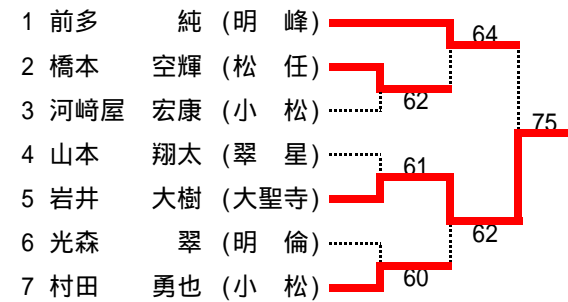 1 前多 純 (明 峰)
64
2 橋本 空輝 (松 任)
62
3 河﨑屋 宏康 (小 松)
75
4 山本 翔太 (翠 星)
61
5 岩井 大樹 (大聖寺)
62
6 光森 翠 (明 倫)
60
7 村田 勇也 (小 松)